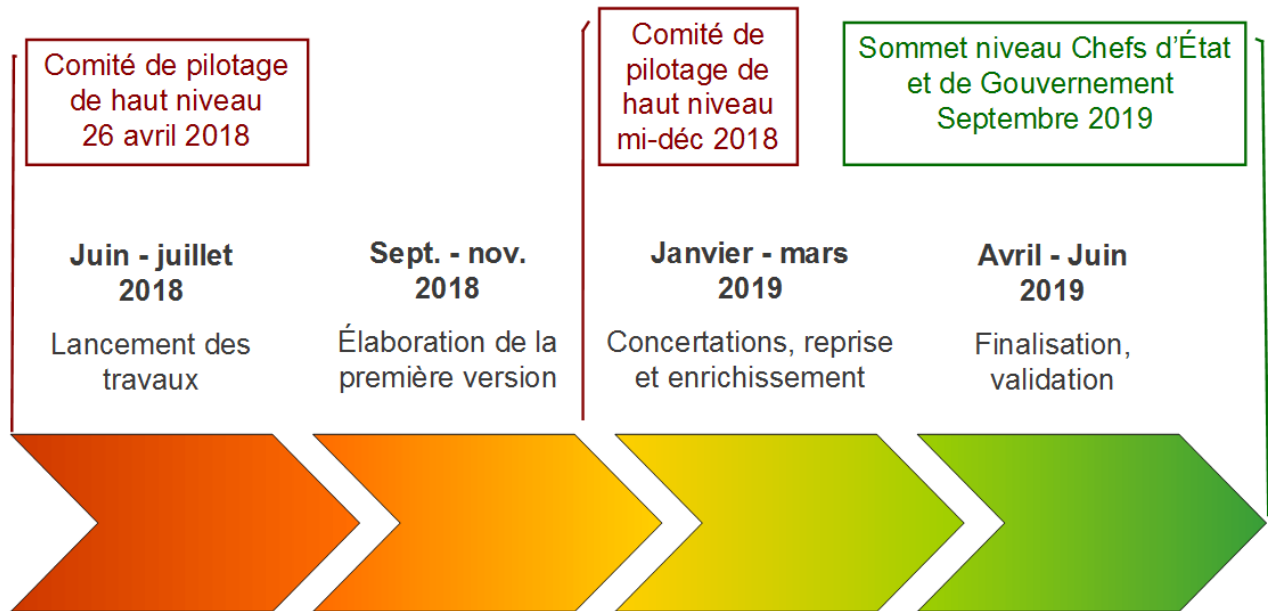 Comité de pilotage
de haut niveau
26 avril 2018
Comité de
pilotage de
haut niveau
mi-déc 2018
Sommet niveau Chefs d'État
et de Gouvernement
Septembre 2019
Juin - juillet
2018
Lancement des
travaux
Sept. - nov.
2018
Élaboration de la
première version
Janvier - mars
2019
Concertations, reprise
et enrichissement
Avril - Juin
2019
Finalisation,
validation